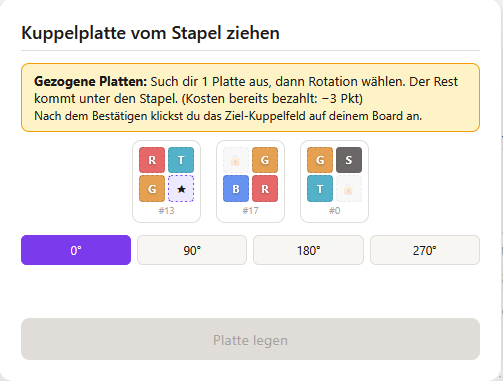 Kuppelplatte vom Stapel ziehen
Gezogene Platten: Such dir 1 Platte aus, dann Rotation wählen. Der Rest
kommt unter den Stapel. (Kosten bereits bezahlt: −3 Pkt)
Nach dem Bestätigen klickst du das Ziel-Kuppelfeld auf deinem Board an.
R T
G ★
#13
G
B R
#17
G S
T
#0
0° 90° 180° 270°
Platte legen